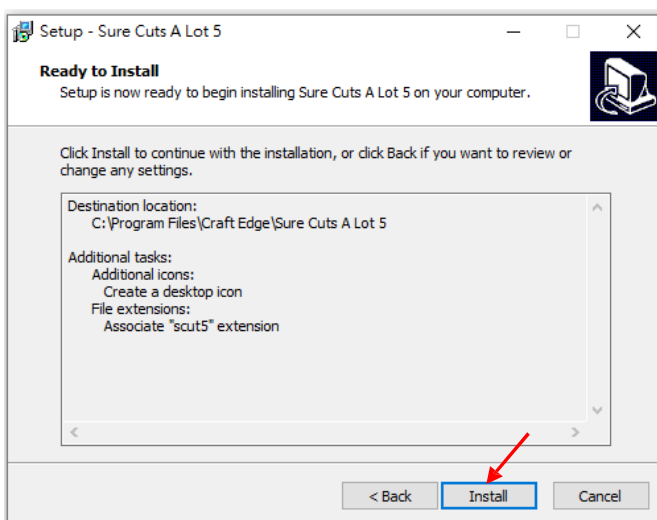 Setup - Sure Cuts A Lot 5
Ready to Install
Setup is now ready to begin installing Sure Cuts A Lot 5 on your computer.
Click Install to continue with the installation, or click Back if you want to review or
change any settings.
Destination location:
C:\Program Files\Craft Edge\Sure Cuts A Lot 5
Additional tasks:
Additional icons:
Create a desktop icon
File extensions:
Associate "scut5" extension
< Back Install Cancel